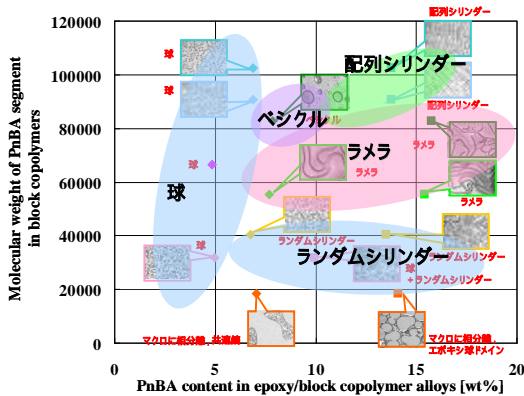 配列シリンダー
120000
球
配列シリンダー
100000
球
配列シリンダー
80000
ベシクル
ラメラ
ラメラ
ラメラ
球
60000
球
ラメラ
40000
ランダムシリンダー
ランダムシリンダー
ランダムシリンダー
球
球
+ランダムシリンダー
20000
マクロに相分離,共連続
マクロに相分離,
エポキシ球ドメイン
0
0 5 10 15 20
PnBA content in epoxy/block copolymer alloys [wt%]
Molecular weight of PnBA segment
in block copolymers